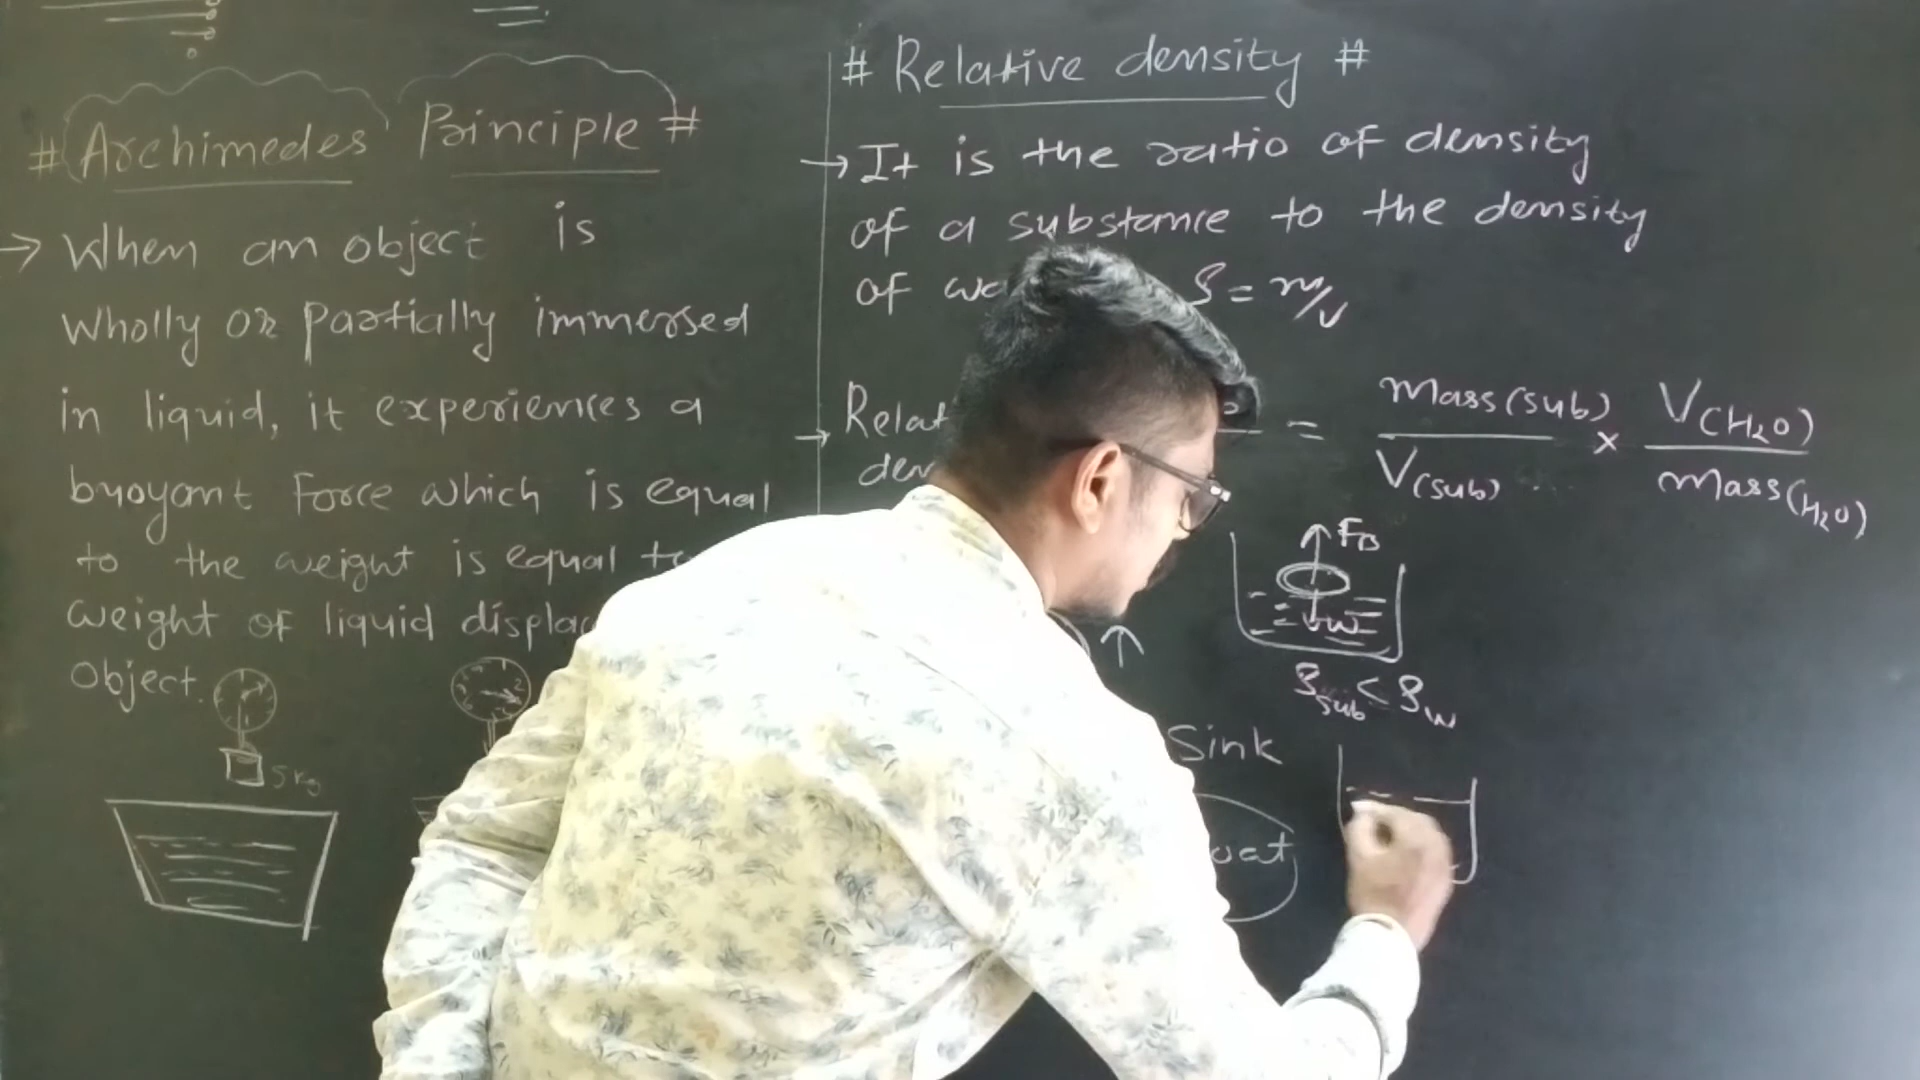 # Archimedes' Principle #
→ When an object is
Wholly or partially immersed
in liquid, it experiences a
buoyant Force which is equal
to the weight is equal
weight of liquid
Object.
2
5kg
# Relative density #
→ It is the ratio of density
of a substance to the density
of ρ = m/V
→ = Mass(sub) / V(sub) × V(H₂O) / Mass(H₂O)
↑ FB
W
ρsub < ρw
↑
Sink